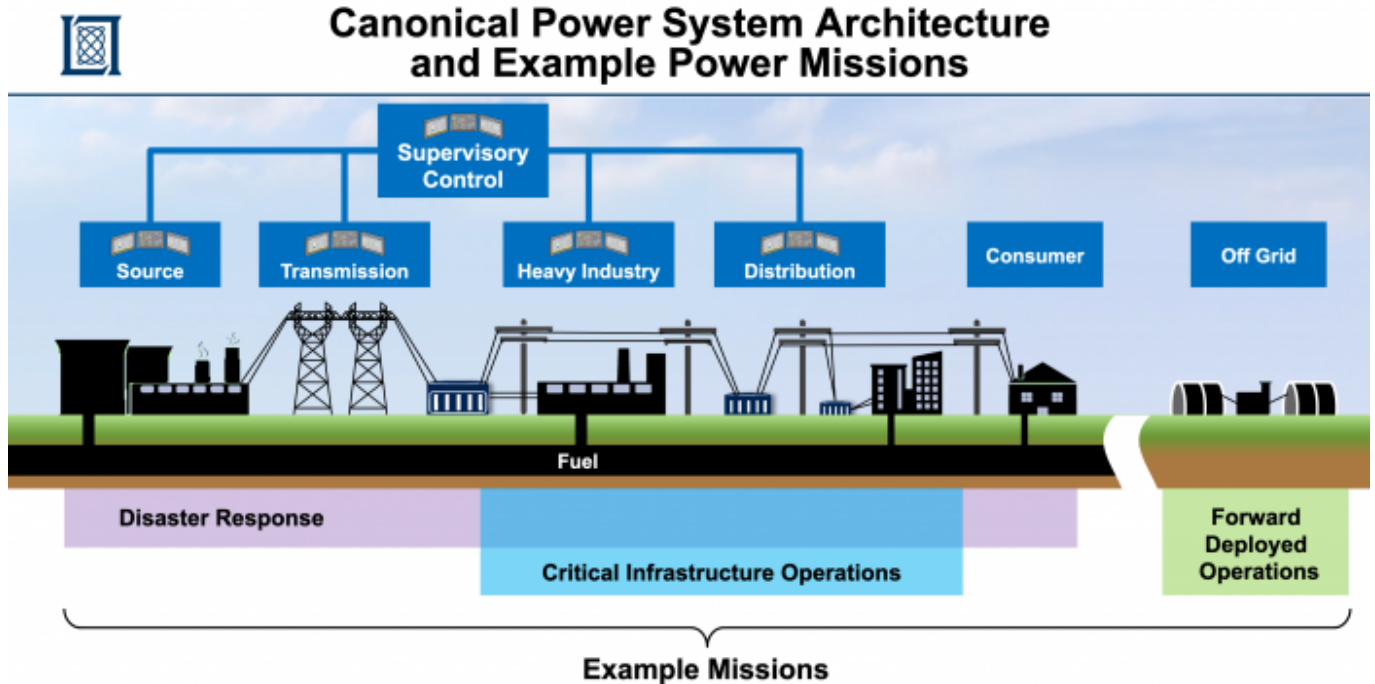 Canonical Power System Architecture
and Example Power Missions
Supervisory
Control
Source
Transmission
Heavy Industry
Distribution
Consumer
Off Grid
Fuel
Disaster Response
Critical Infrastructure Operations
Forward
Deployed
Operations
Example Missions